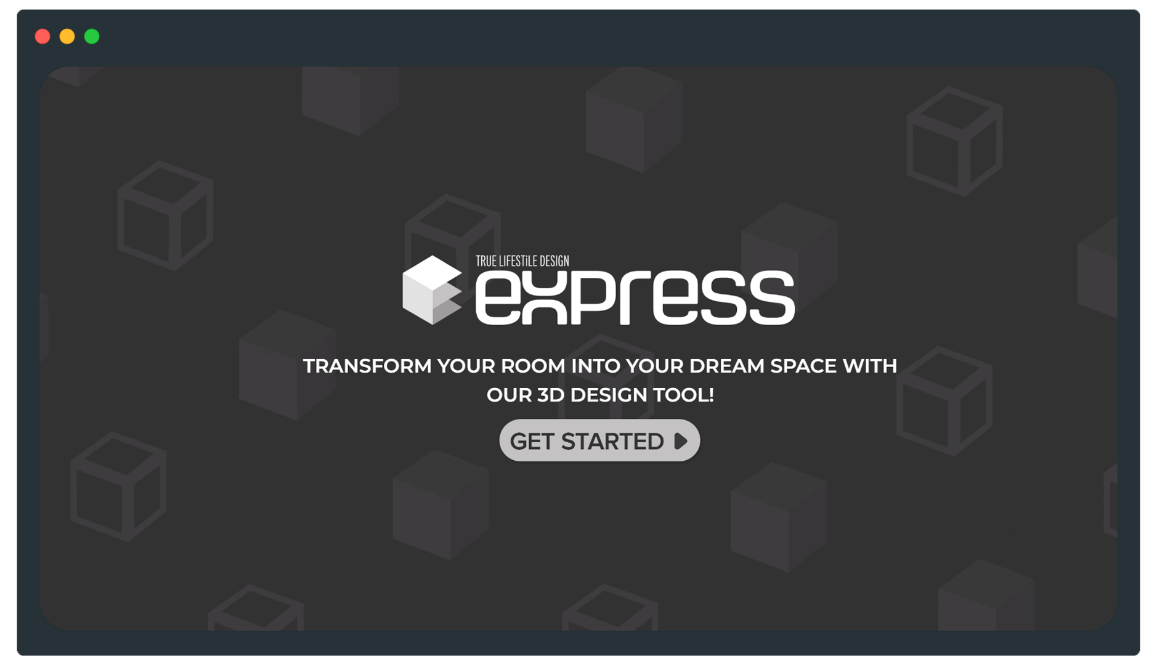 TRUE LIFESTILE DESIGN
express
TRANSFORM YOUR ROOM INTO YOUR DREAM SPACE WITH
OUR 3D DESIGN TOOL!
GET STARTED